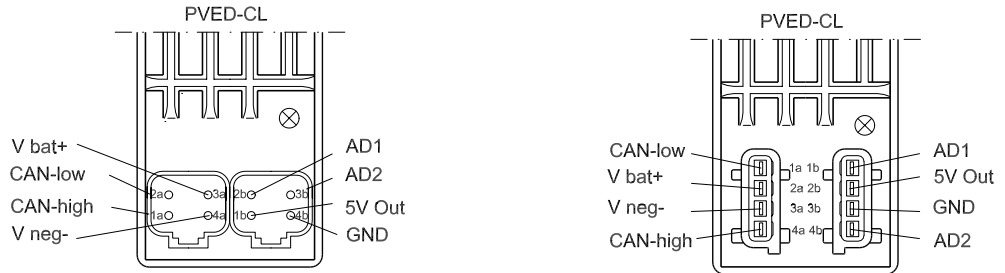 PVED-CL
V bat+
CAN-low
CAN-high
V neg-
2a
3a
2b
3b
1a
4a
1b
4b
AD1
AD2
5V Out
GND
PVED-CL
CAN-low
V bat+
V neg-
CAN-high
1a 1b
2a 2b
3a 3b
4a 4b
AD1
5V Out
GND
AD2